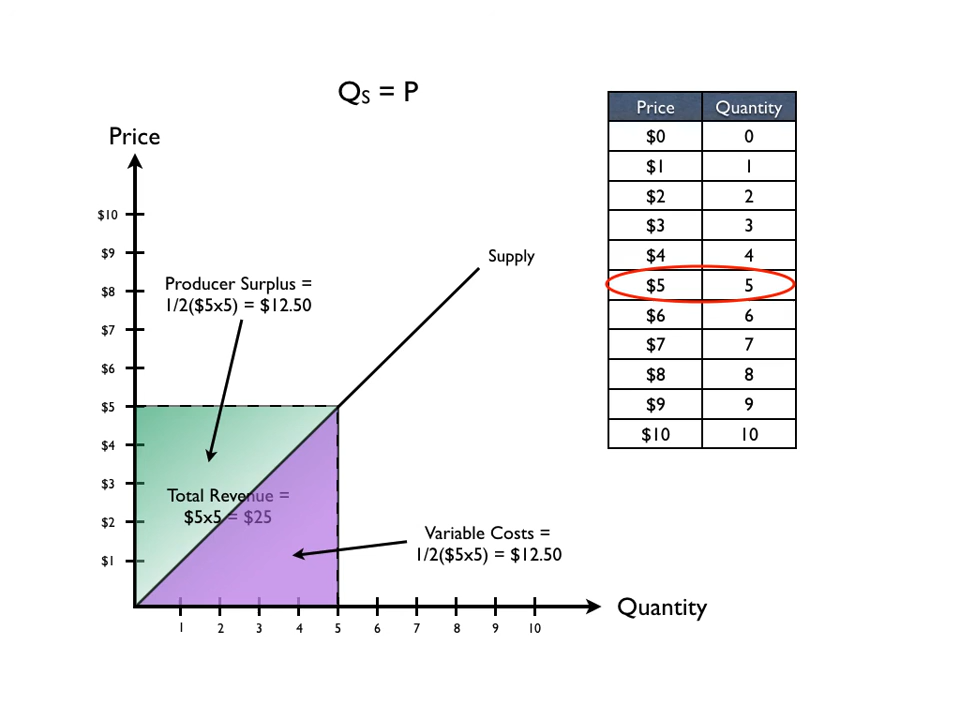 Qs = P
Price
$10
$9
$8
$7
$6
$5
$4
$3
$2
$1
Producer Surplus =
1/2($5x5) = $12.50
Supply
Total Revenue =
$5x5 = $25
Variable Costs =
1/2($5x5) = $12.50
1 2 3 4 5 6 7 8 9 10
Quantity
Price Quantity
$0 0
$1 1
$2 2
$3 3
$4 4
$5 5
$6 6
$7 7
$8 8
$9 9
$10 10